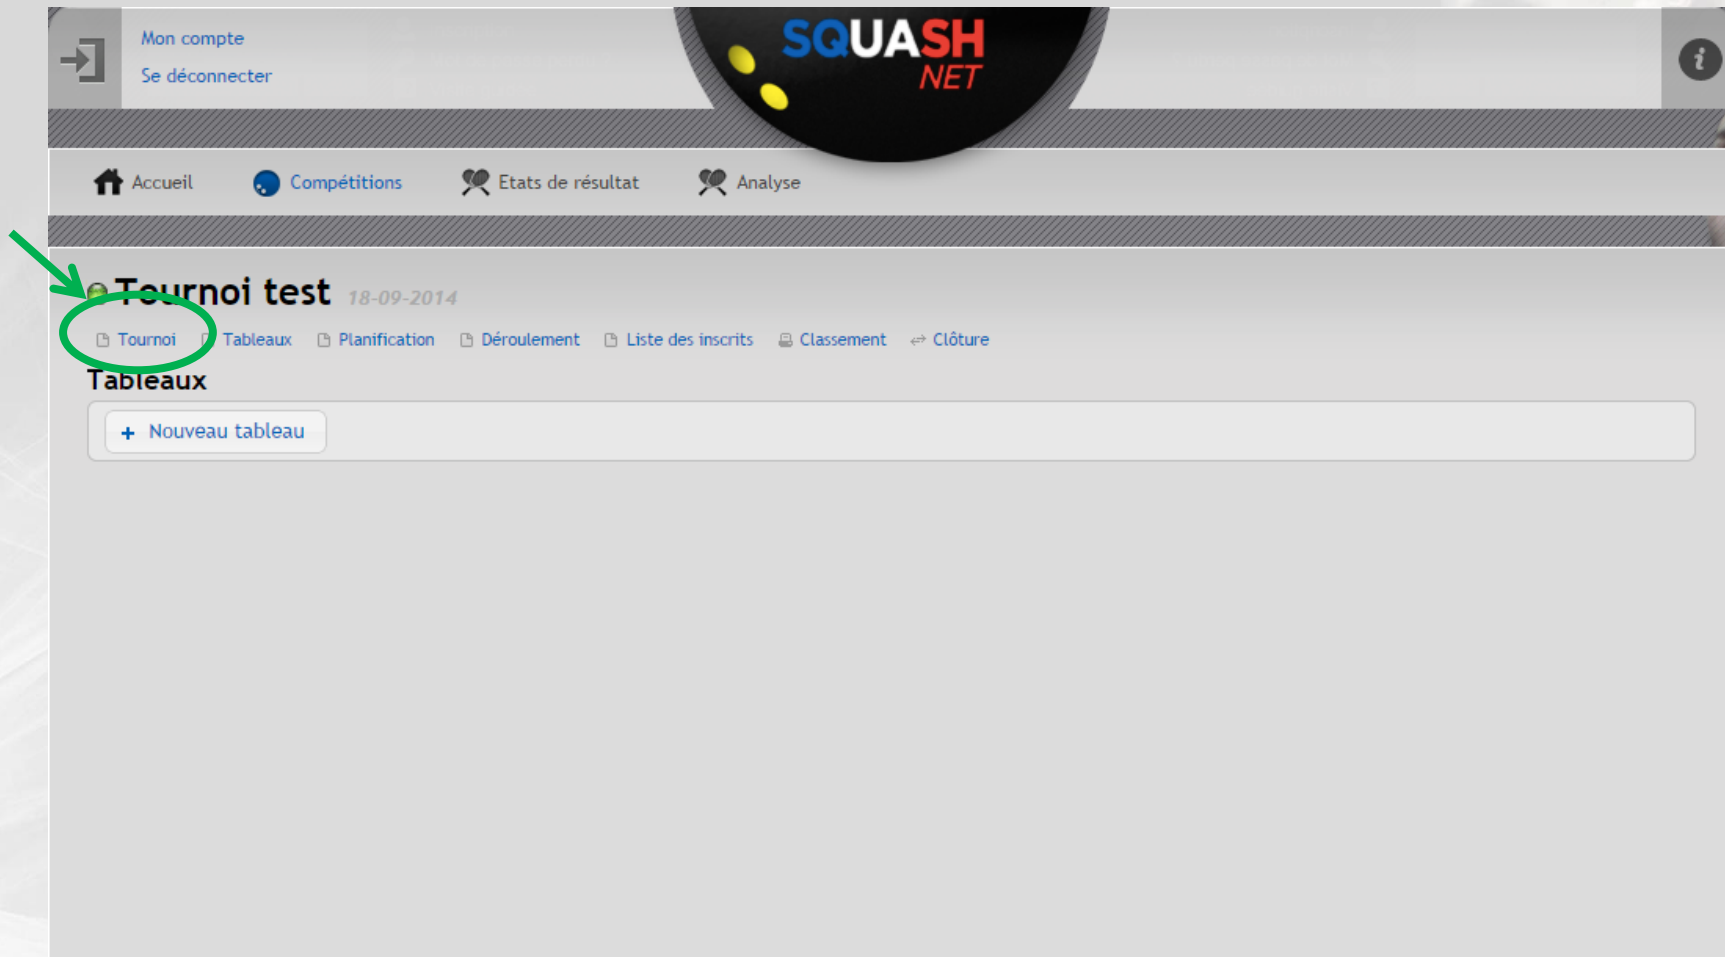 Mon compte
Se déconnecter
SQUASH
NET
i
Accueil Compétitions Etats de résultat Analyse
Tournoi test 18-09-2014
Tournoi Tableaux Planification Déroulement Liste des inscrits Classement Clôture
Tableaux
+ Nouveau tableau